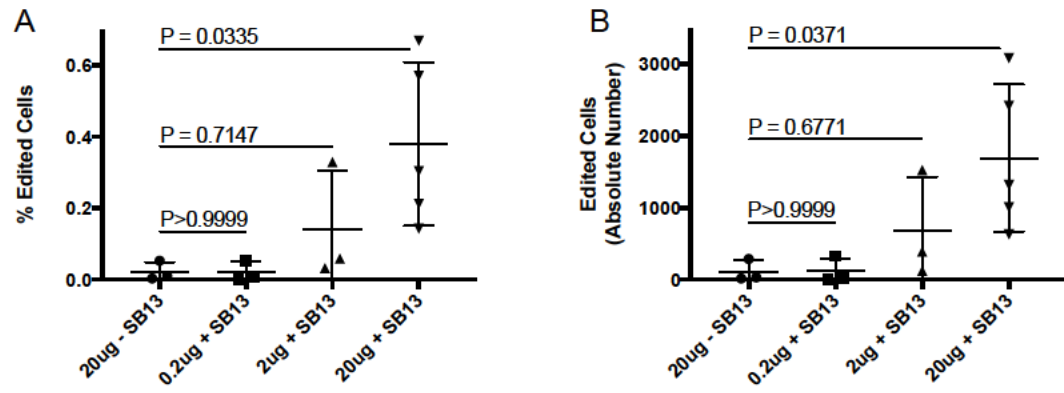 A
P = 0.0335
P = 0.7147
P>0.9999
% Edited Cells
0.6
0.4
0.2
0.0
20ug - SB13
0.2ug + SB13
2ug + SB13
20ug + SB13
B
P = 0.0371
P = 0.6771
P>0.9999
Edited Cells
(Absolute Number)
3000
2000
1000
0
20ug - SB13
0.2ug + SB13
2ug + SB13
20ug + SB13